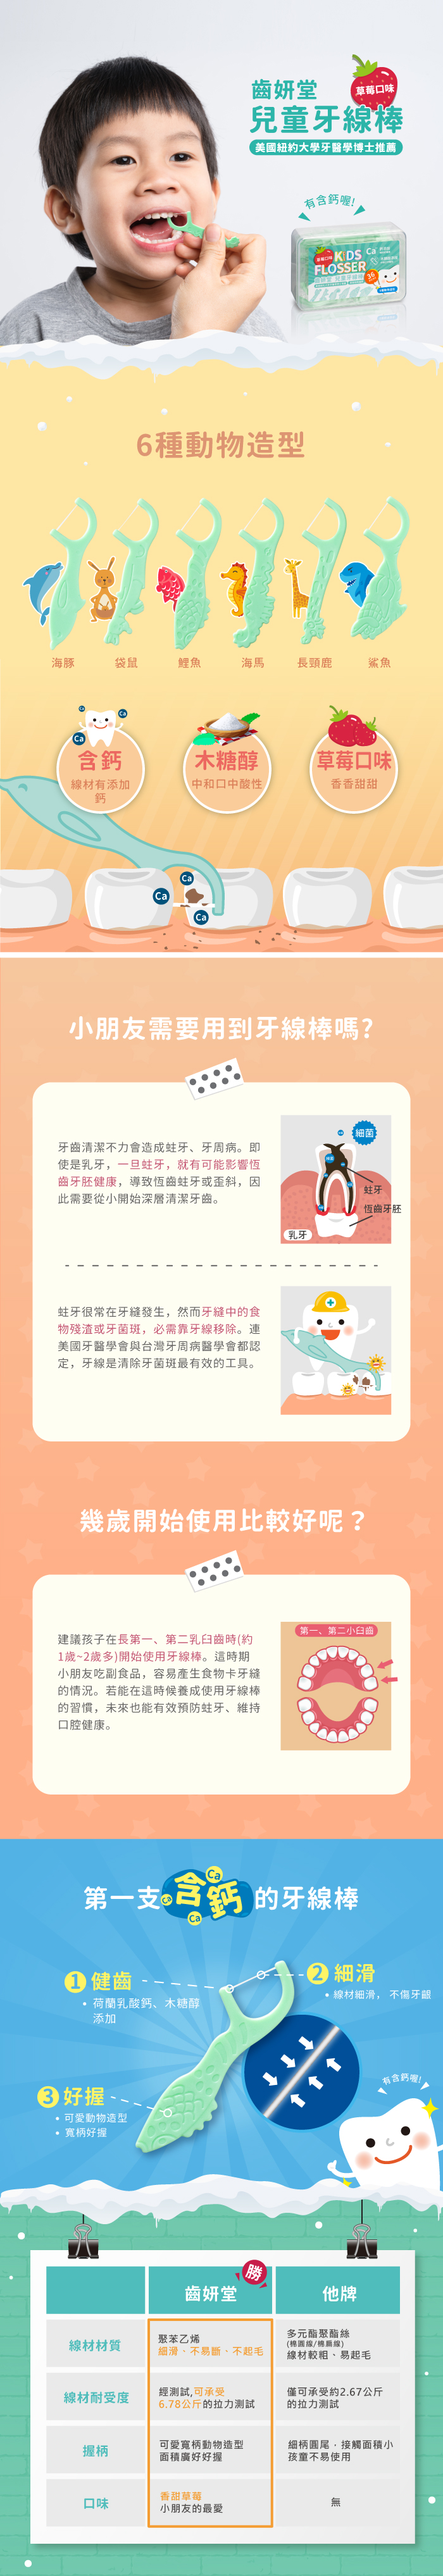 草莓口味
齒妍堂
兒童牙線棒
美國紐約大學牙醫學博士推薦
有含鈣喔!
草莓口味
KIDS
FLOSSER
Ca
6種動物造型
海豚
袋鼠
鯉魚
海馬
長頸鹿
鯊魚
Ca
Ca
Ca
含鈣
線材有添加
鈣
木糖醇
中和口中酸性
草莓口味
香香甜甜
Ca
Ca
Ca
小朋友需要用到牙線棒嗎?
牙齒清潔不力會造成蛀牙、牙周病。即
使是乳牙，一旦蛀牙，就有可能影響恆
齒牙胚健康，導致恆齒蛀牙或歪斜，因
此需要從小開始深層清潔牙齒。
細菌
蛀牙
恆齒牙胚
乳牙
蛀牙很常在牙縫發生，然而牙縫中的食
物殘渣或牙菌斑，必需靠牙線移除。連
美國牙醫學會與台灣牙周病醫學會都認
定，牙線是清除牙菌斑最有效的工具。
幾歲開始使用比較好呢？
建議孩子在長第一、第二乳臼齒時(約
1歲~2歲多)開始使用牙線棒。這時期
小朋友吃副食品，容易產生食物卡牙縫
的情況。若能在這時候養成使用牙線棒
的習慣，未來也能有效預防蛀牙、維持
口腔健康。
第一、第二小臼齒
第一支含鈣的牙線棒
Ca
Ca
Ca
1 健齒
• 荷蘭乳酸鈣、木糖醇
添加
2 細滑
• 線材細滑， 不傷牙齦
3 好握
• 可愛動物造型
• 寬柄好握
有含鈣喔!
勝
齒妍堂
他牌
線材材質
聚苯乙烯
細滑、不易斷、不起毛
多元酯聚酯絲
(棉圓線/棉扁線)
線材較粗、易起毛
線材耐受度
經測試,可承受
6.78公斤的拉力測試
僅可承受約2.67公斤
的拉力測試
握柄
可愛寬柄動物造型
面積廣好好握
細柄圓尾，接觸面積小
孩童不易使用
口味
香甜草莓
小朋友的最愛
無